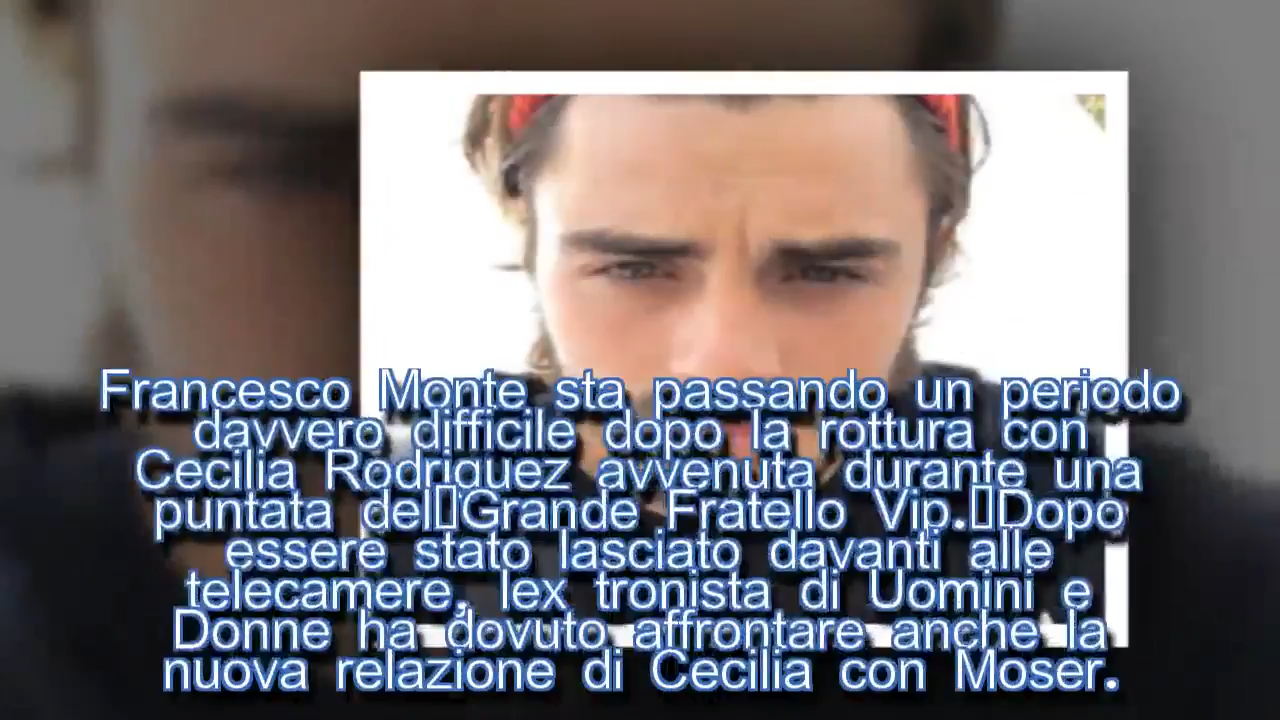 Francesco Monte sta passando un periodo
davvero difficile dopo la rottura con
Cecilia Rodriguez avvenuta durante una
puntata del▯Grande Fratello Vip.▯Dopo
essere stato lasciato davanti alle
telecamere, lex tronista di Uomini e
Donne ha dovuto affrontare anche la
nuova relazione di Cecilia con Moser.